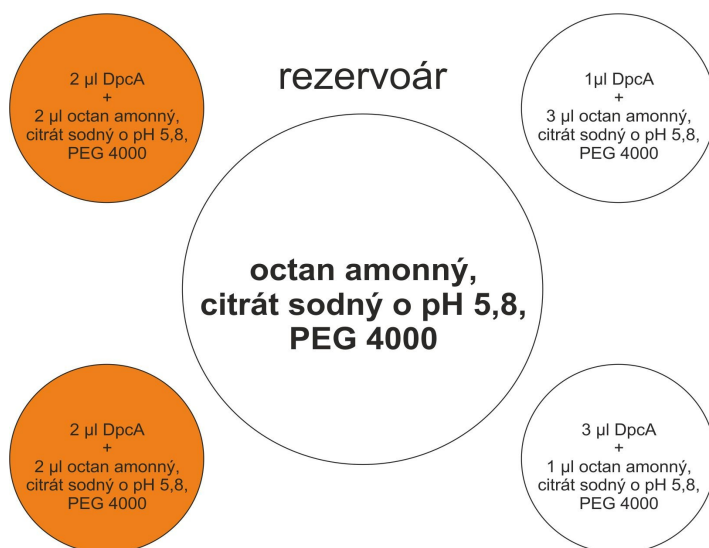 2 µl DpcA
+
2 µl octan amonný,
citrát sodný o pH 5,8,
PEG 4000
rezervoár
1µl DpcA
+
3 µl octan amonný,
citrát sodný o pH 5,8,
PEG 4000
octan amonný,
citrát sodný o pH 5,8,
PEG 4000
2 µl DpcA
+
2 µl octan amonný,
citrát sodný o pH 5,8,
PEG 4000
3 µl DpcA
+
1 µl octan amonný,
citrát sodný o pH 5,8,
PEG 4000